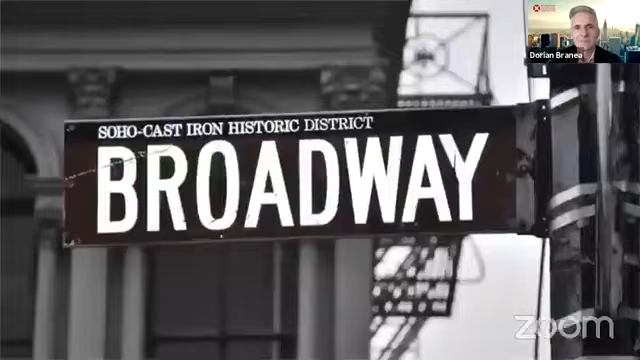 Dorian Branea
SOHO-CAST IRON HISTORIC DISTRICT
BROADWAY
zoom